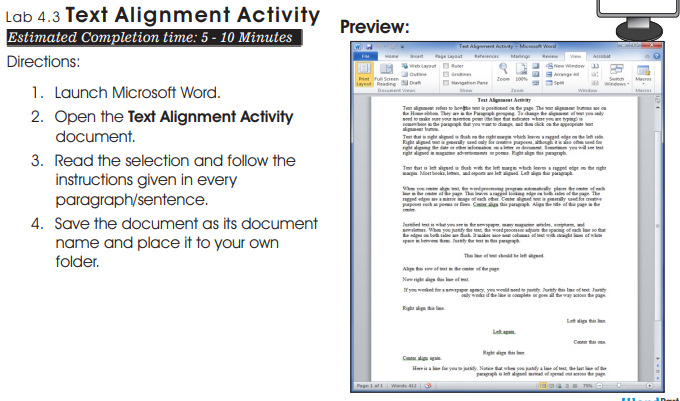 Lab 4.3 Text Alignment Activity
Estimated Completion time: 5 - 10 Minutes
Directions:
1. Launch Microsoft Word.
2. Open the Text Alignment Activity
document.
3. Read the selection and follow the
instructions given in every
paragraph/sentence.
4. Save the document as its document
name and place it to your own
folder.
Preview:
Text Alignment Activity - Microsoft Word
File Home Insert Page Layout References Mailings Review View Acrobat
Print Layout Full Screen Reading Web Layout Outline Draft
Ruler Gridlines Navigation Pane
Zoom 100%
New Window Arrange All Split
Switch Windows Macros
Document Views Show Zoom Window Macros
Text Alignment Activity
Text alignment refers to how the text is positioned on the page. The text alignment buttons are on
the Home ribbon. They are in the Paragraph grouping. To change the alignment of text you only
need to make sure your insertion point (the line that indicates where you are typing) is
somewhere in the paragraph that you want to change, and then click on the appropriate text
alignment button.
Text that is right aligned is flush on the right margin which leaves a ragged edge on the left side.
Right aligned text is generally used only for creative purposes, although it is also often used for
right aligning the date or other information on a letter or document. Sometimes you will see text
right aligned in magazine advertisements or poems. Right align this paragraph.
Text that is left aligned is flush with the left margin which leaves a ragged edge on the right
margin. Most books, letters, and reports are left aligned. Left align this paragraph.
When you center align text, the word processing program automatically places the center of each
line in the center of the page. This leaves a ragged looking edge on both sides of the page. The
ragged edges are a mirror image of each other. Center aligned text is generally used for creative
purposes such as poems or fliers. Center align this paragraph. Align the title of this page in the
center.
Justified text is what you see in the newspaper, many magazine articles, scriptures, and
newsletters. When you justify the text, the word processor adjusts the spacing of each line so that
the edges on both sides are flush. It makes nice neat columns of text with straight lines of white
space in between them. Justify the text in this paragraph.
This line of text should be left aligned.
Align this row of text in the center of the page.
Now right align this line of text.
If you worked for a newspaper agency, you would need to justify. Justify this line of text. Justify
only works if the line is complete or goes all the way across the page.
Right align this line.
Left align this line.
Left again.
Center this one.
Right align this line.
Center align again.
Here is a line for you to justify. Notice that when you justify a line of text, the last line of the
paragraph is left aligned instead of spread out across the page.
Page 1 of 1 Words: 412 70%